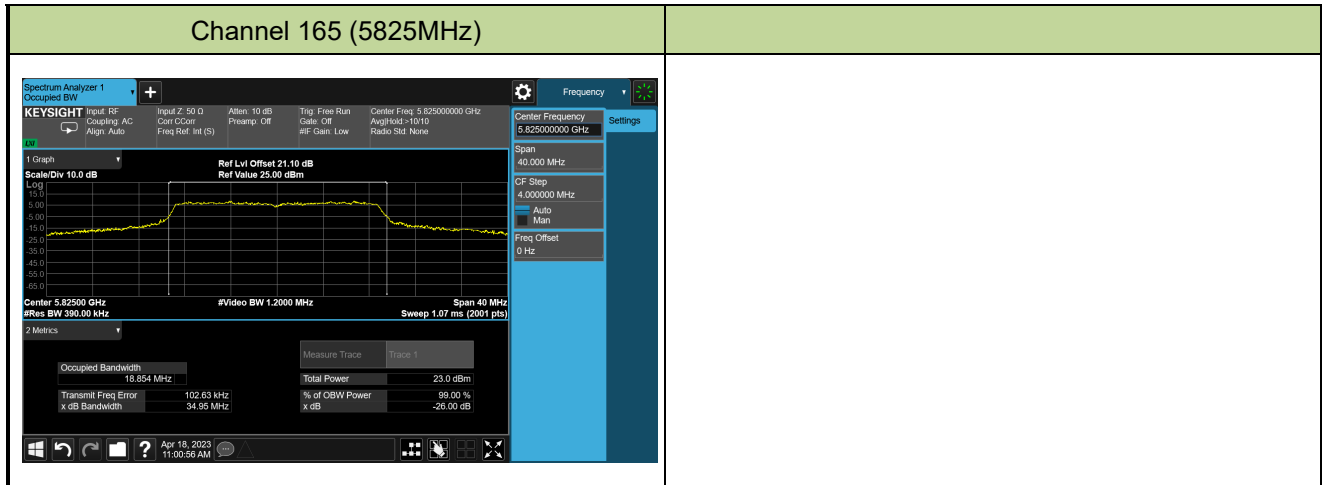 Channel 165 (5825MHz)
Spectrum Analyzer 1
Occupied BW
KEYSIGHT
Input: RF
Coupling: AC
Align: Auto
Input Z: 50 Ω
Corr CCorr
Freq Ref: Int (S)
Atten: 10 dB
Preamp: Off
Trig: Free Run
Gate: Off
#IF Gain: Low
Center Freq: 5.825000000 GHz
Avg|Hold:>10/10
Radio Std: None
LXI
1 Graph
Scale/Div 10.0 dB
Ref Lvl Offset 21.10 dB
Ref Value 25.00 dBm
Log
15.0
5.00
-5.00
-15.0
-25.0
-35.0
-45.0
-55.0
-65.0
Center 5.82500 GHz
#Video BW 1.2000 MHz
Span 40 MHz
#Res BW 390.00 kHz
Sweep 1.07 ms (2001 pts)
2 Metrics
Measure Trace Trace 1
Occupied Bandwidth
18.854 MHz
Total Power 23.0 dBm
Transmit Freq Error 102.63 kHz
% of OBW Power 99.00 %
x dB Bandwidth 34.95 MHz
x dB -26.00 dB
Apr 18, 2023
11:00:56 AM
Frequency
Settings
Center Frequency
5.825000000 GHz
Span
40.000 MHz
CF Step
4.000000 MHz
Auto
Man
Freq Offset
0 Hz